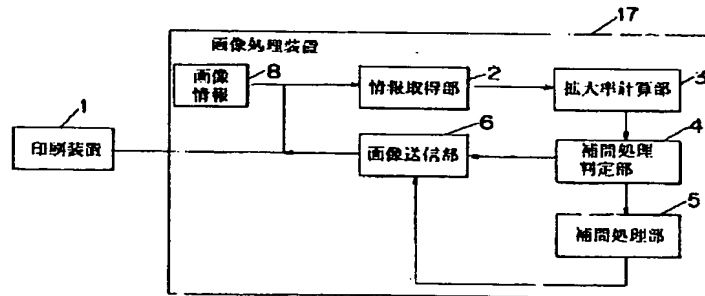 17
画像処理装置
画像
情報
8
情報取得部
2
拡大率計算部
3
1
印刷装置
6
画像送信部
4
補間処理
判定部
5
補間処理部